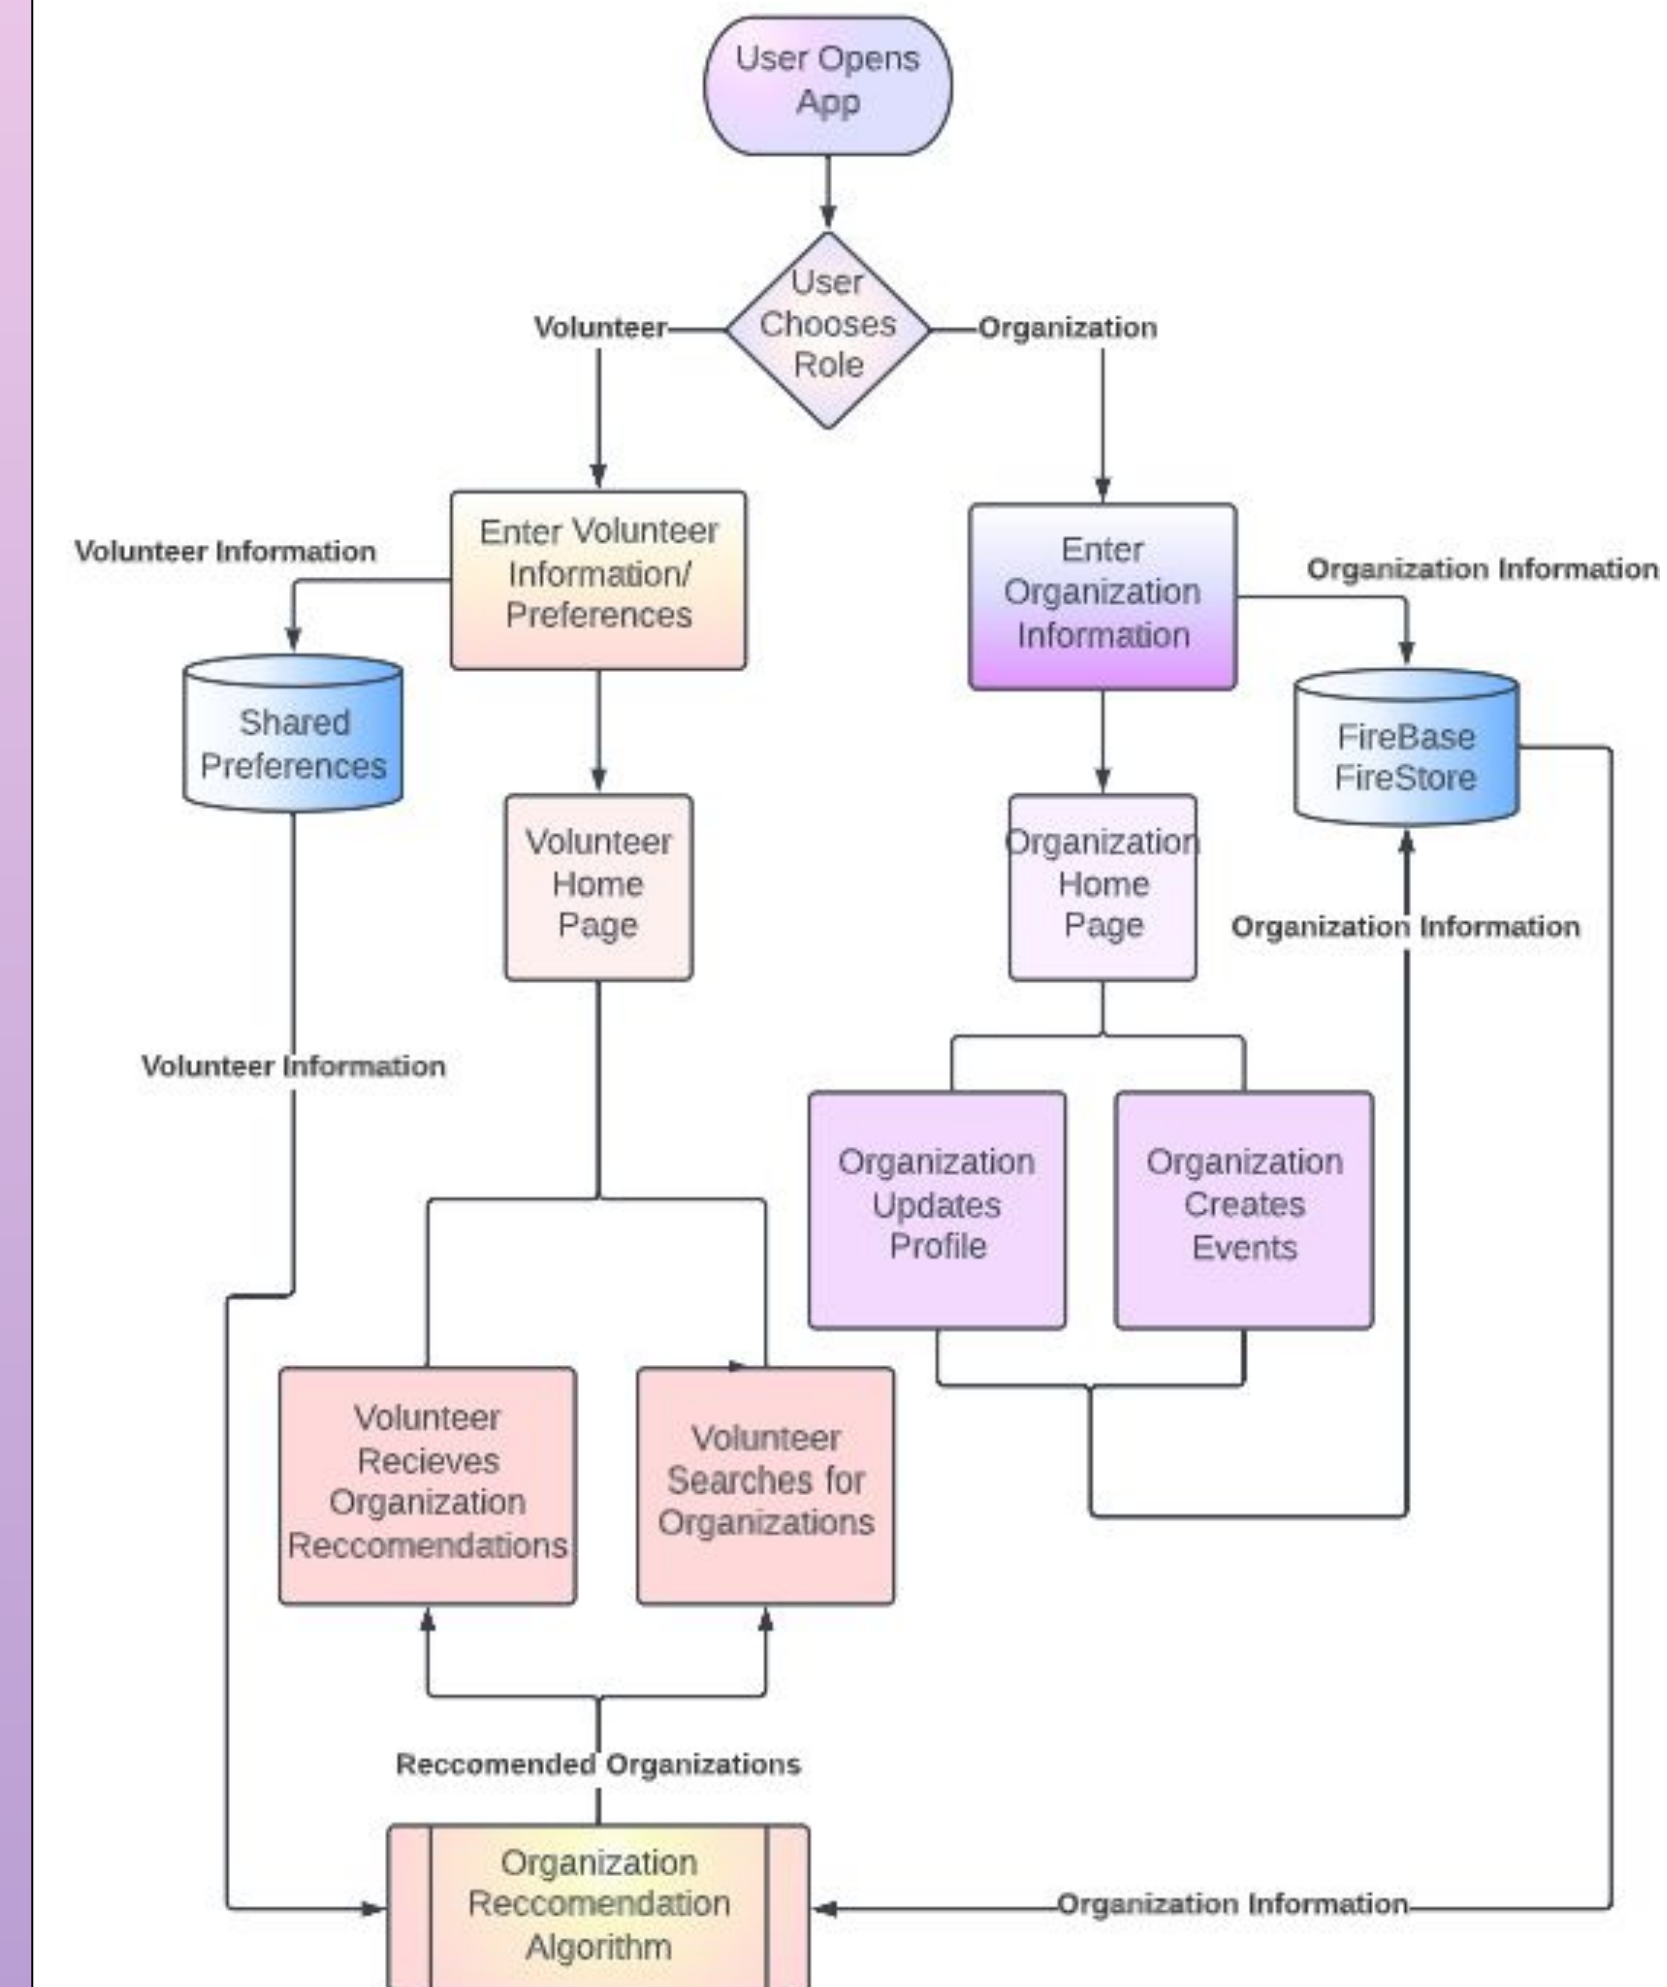 User Opens
App
User
Chooses
Role
Volunteer
Organization
Enter Volunteer
Information/
Preferences
Volunteer Information
Enter
Organization
Information
Organization Information
Shared
Preferences
FireBase
FireStore
Volunteer
Home
Page
Organization
Home
Page
Organization Information
Volunteer Information
Organization
Updates
Profile
Organization
Creates
Events
Volunteer
Recieves
Organization
Reccomendations
Volunteer
Searches for
Organizations
Reccomended Organizations
Organization
Reccomendation
Algorithm
Organization Information